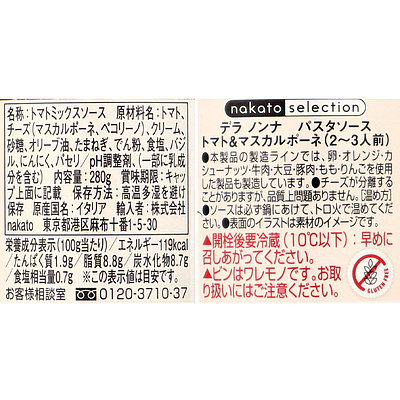 名称:トマトミックスソース 原材料名:トマト、
チーズ(マスカルポーネ、ペコリーノ)、クリーム、
砂糖、オリーブ油、たまねぎ、でん粉、食塩、バ
ジル、にんにく、パセリ/pH調整剤、(一部に乳成
分を含む) 内容量:280g 賞味期限:キャ
ップ上面に記載 保存方法:高温多湿を避け
保存 原産国名:イタリア 輸入者:株式会社
nakato 東京都港区麻布十番1-5-30
栄養成分表示(100g当たり)/エネルギー119kcal
/たんぱく質1.9g/脂質8.8g/炭水化物8.7g
/食塩相当量0.7g ※この表示値は目安です。
お客様相談室 0120-3710-37
nakato selection
デラ ノンナ パスタソース
トマト&マスカルポーネ(2〜3人前)
●本製品の製造ラインでは、卵・オレンジ・カ
シューナッツ・牛肉・大豆・豚肉・もも・りんごを使用
した製品も製造しています。●チーズが分離する
ことがありますが、品質上問題ありません。【温め方】
●ソースは必ず鍋にあけて、トロ火で温めてくだ
さい。●表面のイラストは素材のイメージです。
▲開栓後要冷蔵(10℃以下):早めに
召しあがってください。
▲ビンはワレモノです。お取
り扱いにはご注意ください。
GLUTEN FREE